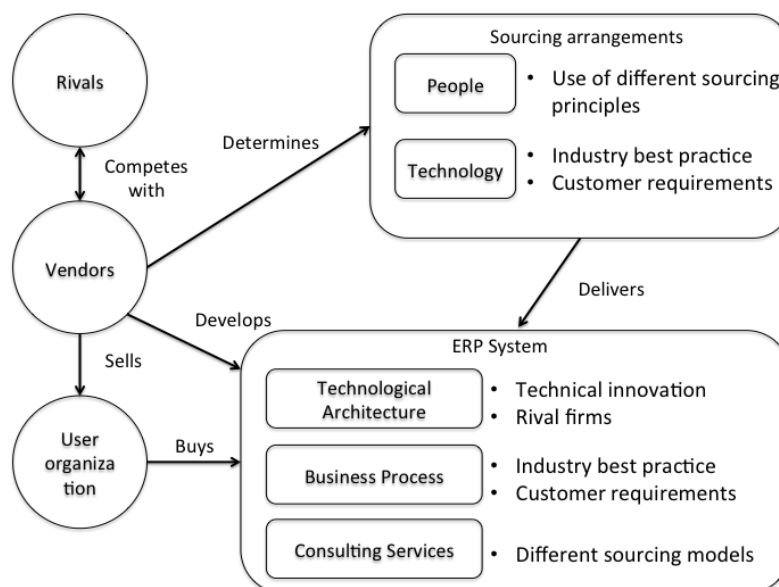 Sourcing arrangements
Rivals
People
• Use of different sourcing
principles
Determines
Competes
with
Technology
• Industry best practice
• Customer requirements
Vendors
Delivers
Develops
ERP System
Sells
Technological
Architecture
• Technical innovation
• Rival firms
User
organiza
tion
Buys
Business Process
• Industry best practice
• Customer requirements
Consulting Services
• Different sourcing models